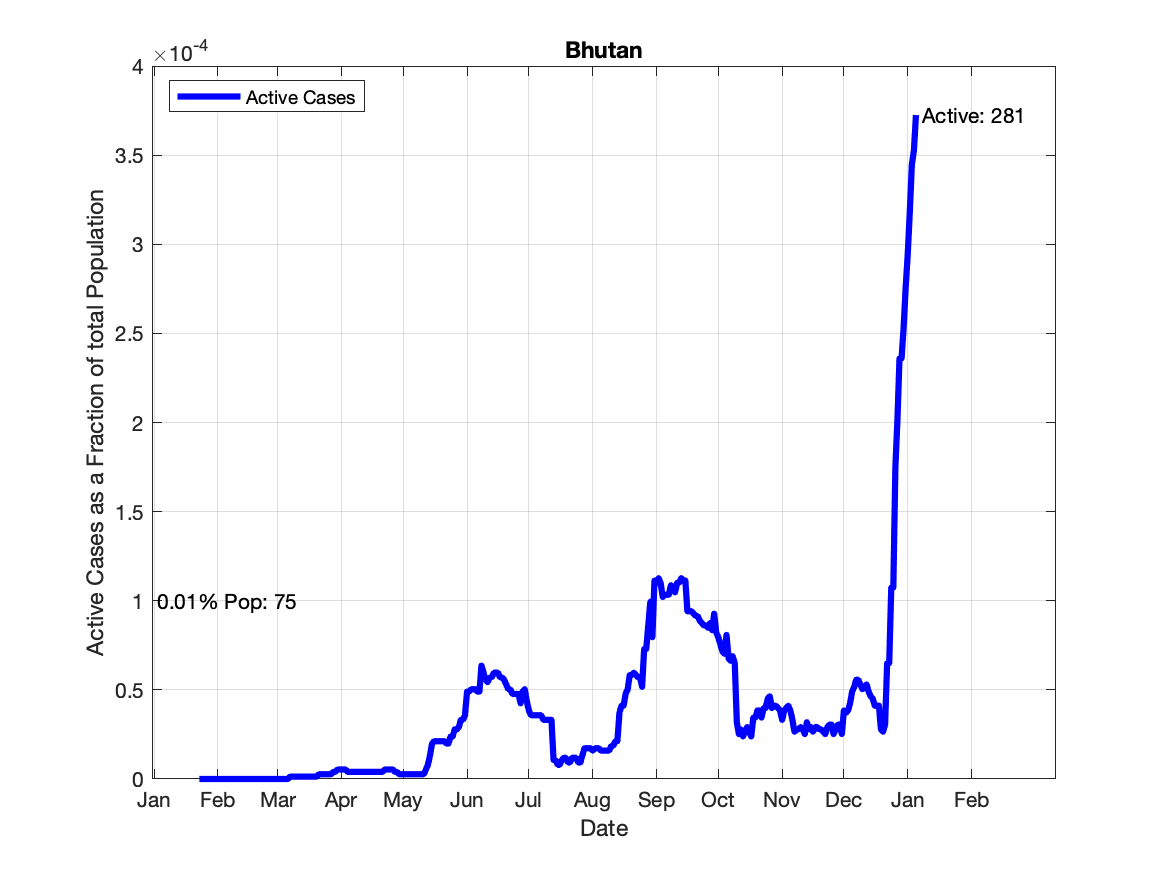 Bhutan
×10-4
Active Cases
Active: 281
0.01% Pop: 75
Active Cases as a Fraction of total Population
4
3.5
3
2.5
2
1.5
1
0.5
0
Jan Feb Mar Apr May Jun Jul Aug Sep Oct Nov Dec Jan Feb
Date